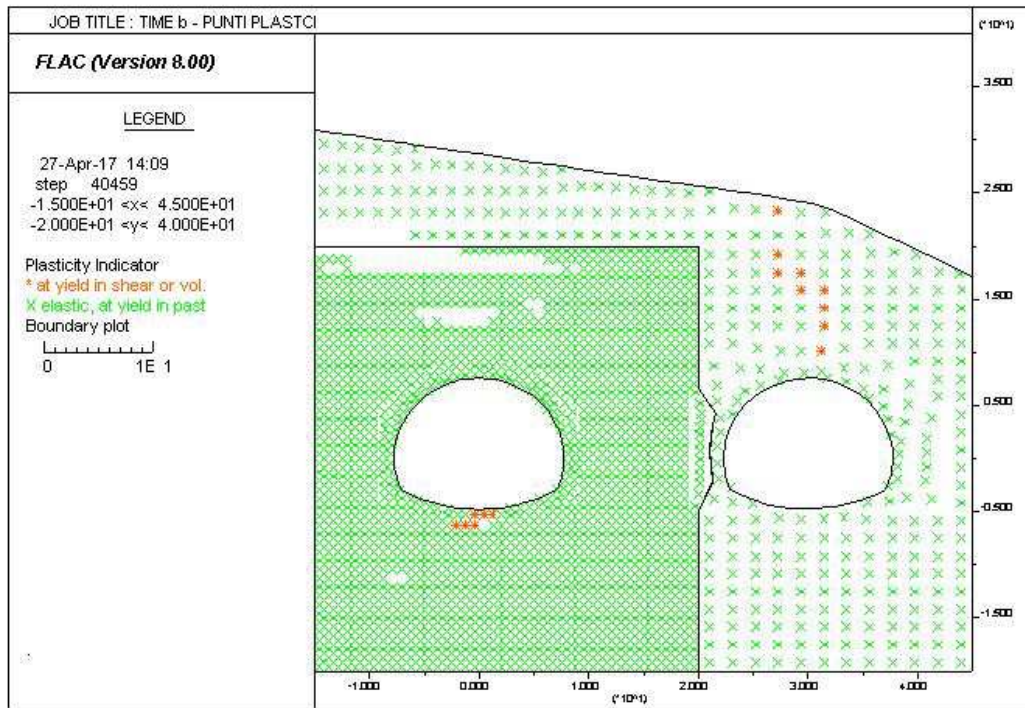 JOB TITLE : TIME b - PUNTI PLASTCI
(*10^1)
FLAC (Version 8.00)
LEGEND
27-Apr-17 14:09
step 40459
-1.500E+01 <x< 4.500E+01
-2.000E+01 <y< 4.000E+01
Plasticity Indicator
* at yield in shear or vol.
X elastic, at yield in past
Boundary plot
0 1E 1
3.500
2.500
1.500
0.500
-0.500
-1.500
-1.000 0.000 1.000 2.000 3.000 4.000
(*10^1)